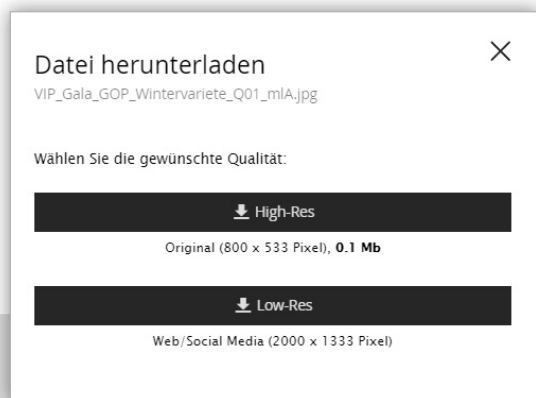 Datei herunterladen
VIP_Gala_GOP_Wintervariete_Q01_mlA.jpg
Wählen Sie die gewünschte Qualität:
High-Res
Original (800 x 533 Pixel), 0.1 Mb
Low-Res
Web/Social Media (2000 x 1333 Pixel)